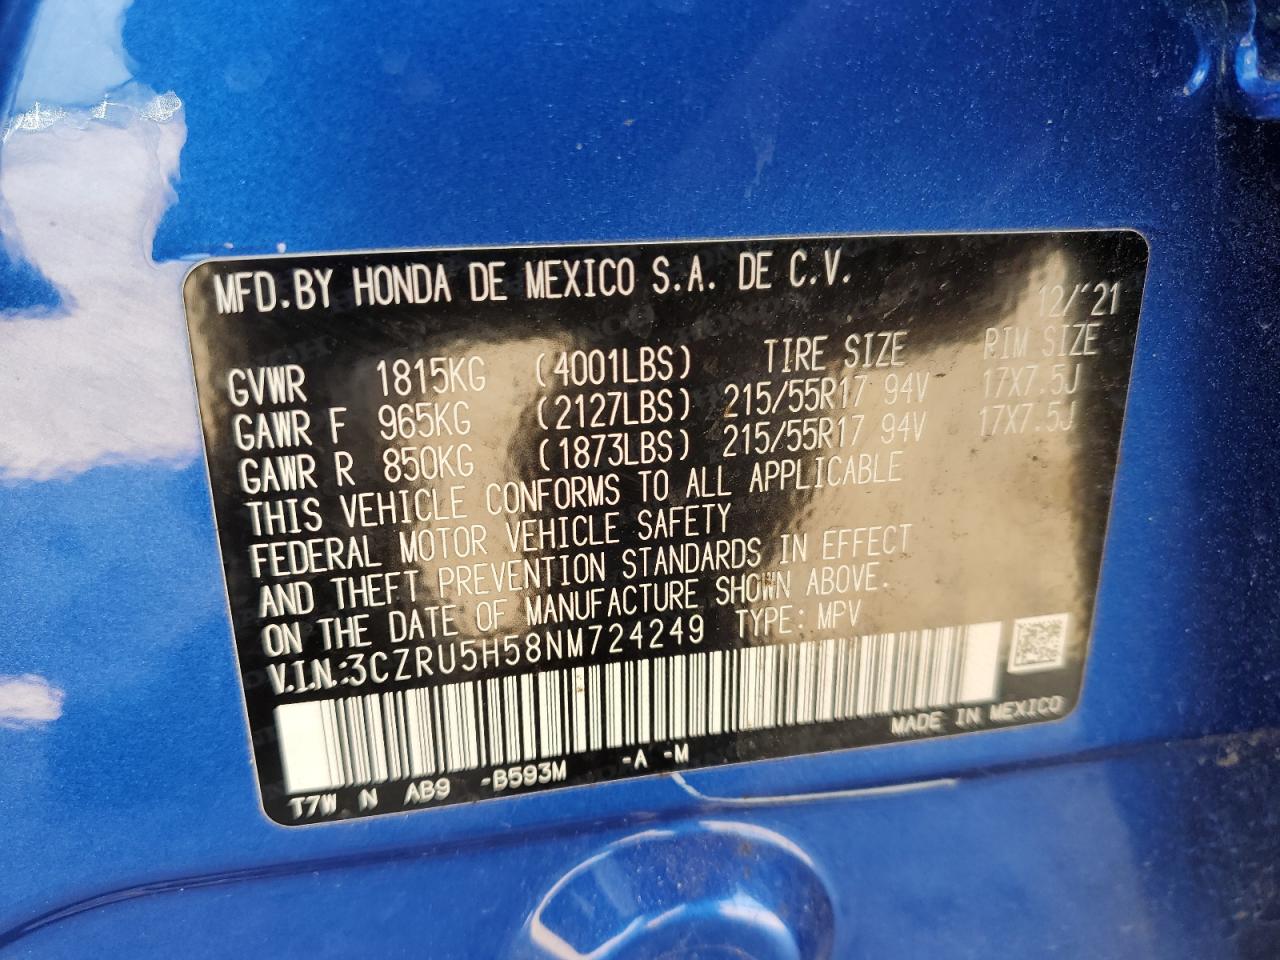 MFD.BY HONDA DE MEXICO S.A. DE C.V.
12/'21
GVWR 1815KG (4001LBS) TIRE SIZE RIM SIZE
GAWR F 965KG (2127LBS) 215/55R17 94V 17X7.5J
GAWR R 850KG (1873LBS) 215/55R17 94V 17X7.5J
THIS VEHICLE CONFORMS TO ALL APPLICABLE
FEDERAL MOTOR VEHICLE SAFETY
AND THEFT PREVENTION STANDARDS IN EFFECT
ON THE DATE OF MANUFACTURE SHOWN ABOVE.
V.I.N.:3CZRU5H58NM724249 TYPE: MPV
MADE IN MEXICO
T7W N AB9 -B593M -A -M